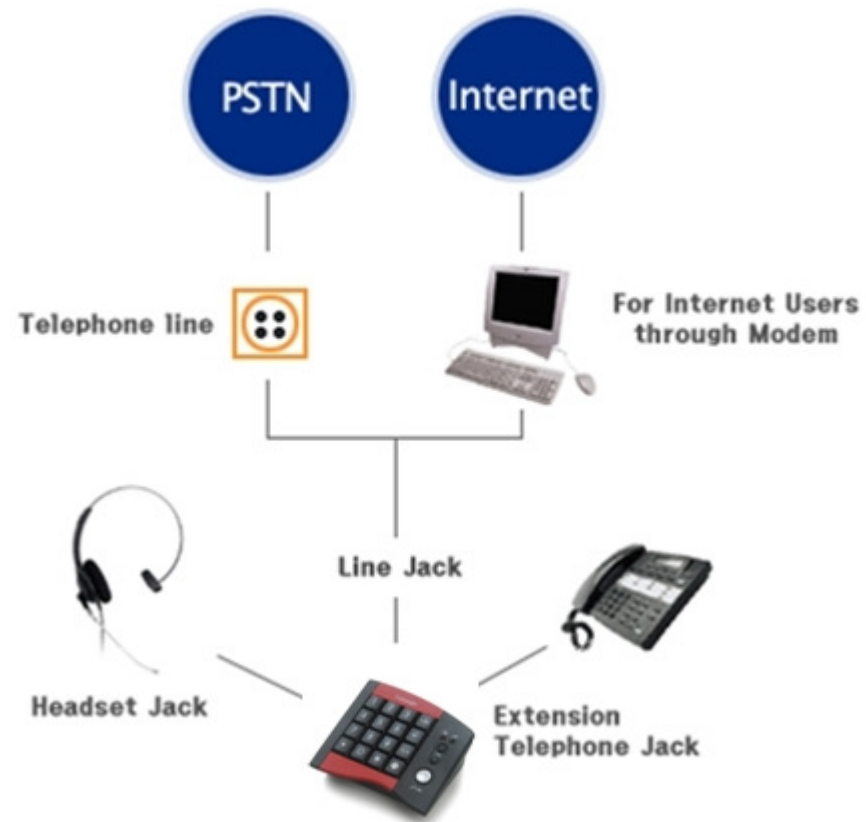 PSTN
Internet
Telephone line
For Internet Users
through Modem
Line Jack
Headset Jack
Extension
Telephone Jack